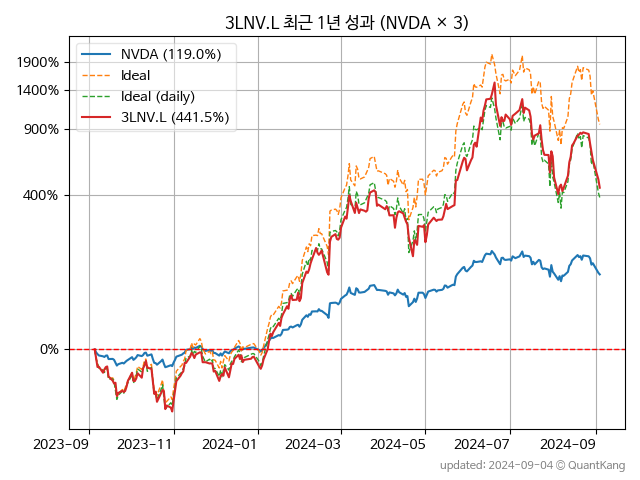 3LNV.L 최근 1년 성과 (NVDA × 3)
NVDA (119.0%)
Ideal
Ideal (daily)
3LNV.L (441.5%)
1900%
1400%
900%
400%
0%
2023-09 2023-11 2024-01 2024-03 2024-05 2024-07 2024-09
updated: 2024-09-04 © QuantKang